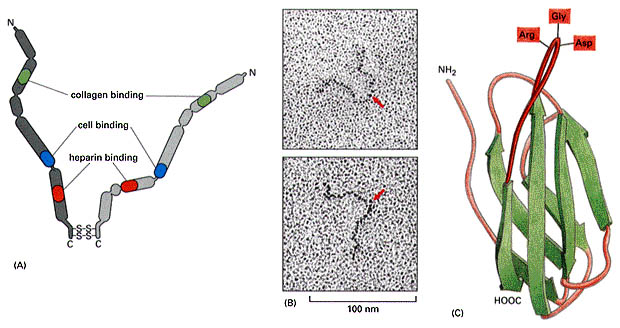 N
N
collagen binding
cell binding
heparin binding
C
C
(A)
(B)
100 nm
Gly
Arg
Asp
NH2
HOOC
(C)